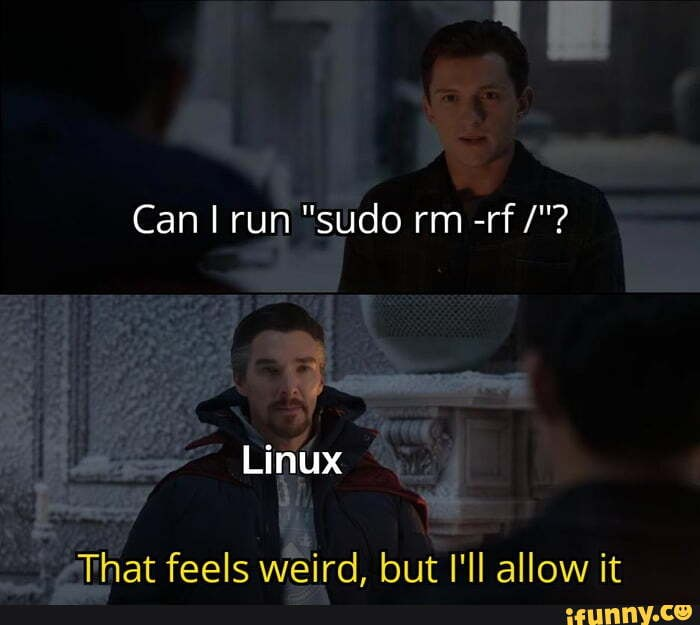 Can I run "sudo rm -rf /"?
Linux
That feels weird, but I'll allow it
ifunny.co